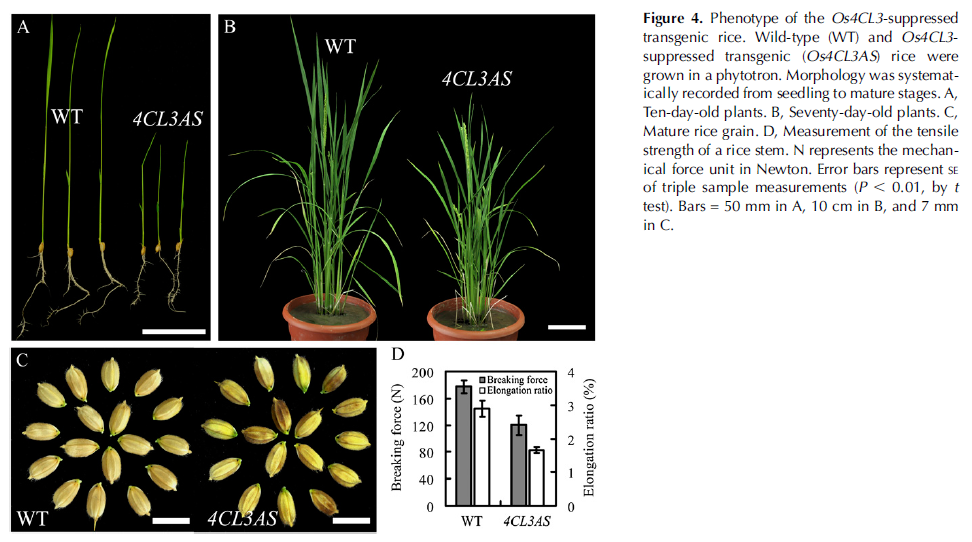 A
WT
4CL3AS
B
WT
4CL3AS
Figure 4. Phenotype of the Os4CL3-suppressed
transgenic rice. Wild-type (WT) and Os4CL3-
suppressed transgenic (Os4CL3AS) rice were
grown in a phytotron. Morphology was systemat-
ically recorded from seedling to mature stages. A,
Ten-day-old plants. B, Seventy-day-old plants. C,
Mature rice grain. D, Measurement of the tensile
strength of a rice stem. N represents the mechan-
ical force unit in Newton. Error bars represent SE
of triple sample measurements (P < 0.01, by t
test). Bars = 50 mm in A, 10 cm in B, and 7 mm
in C.
C
WT
4CL3AS
D
Breaking force (N)
200
160
120
80
40
0
Breaking force
Elongation ratio
4
3
2
1
0
Elongation ratio (%)
WT
4CL3AS